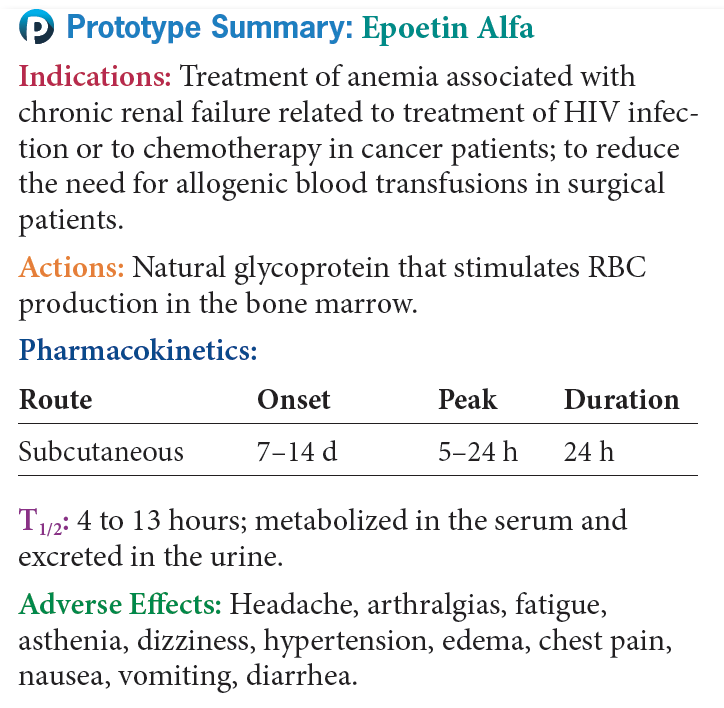 P Prototype Summary: Epoetin Alfa
Indications: Treatment of anemia associated with
chronic renal failure related to treatment of HIV infec-
tion or to chemotherapy in cancer patients; to reduce
the need for allogenic blood transfusions in surgical
patients.
Actions: Natural glycoprotein that stimulates RBC
production in the bone marrow.
Pharmacokinetics:
Route Onset Peak Duration
Subcutaneous 7–14 d 5–24 h 24 h
T1/2: 4 to 13 hours; metabolized in the serum and
excreted in the urine.
Adverse Effects: Headache, arthralgias, fatigue,
asthenia, dizziness, hypertension, edema, chest pain,
nausea, vomiting, diarrhea.